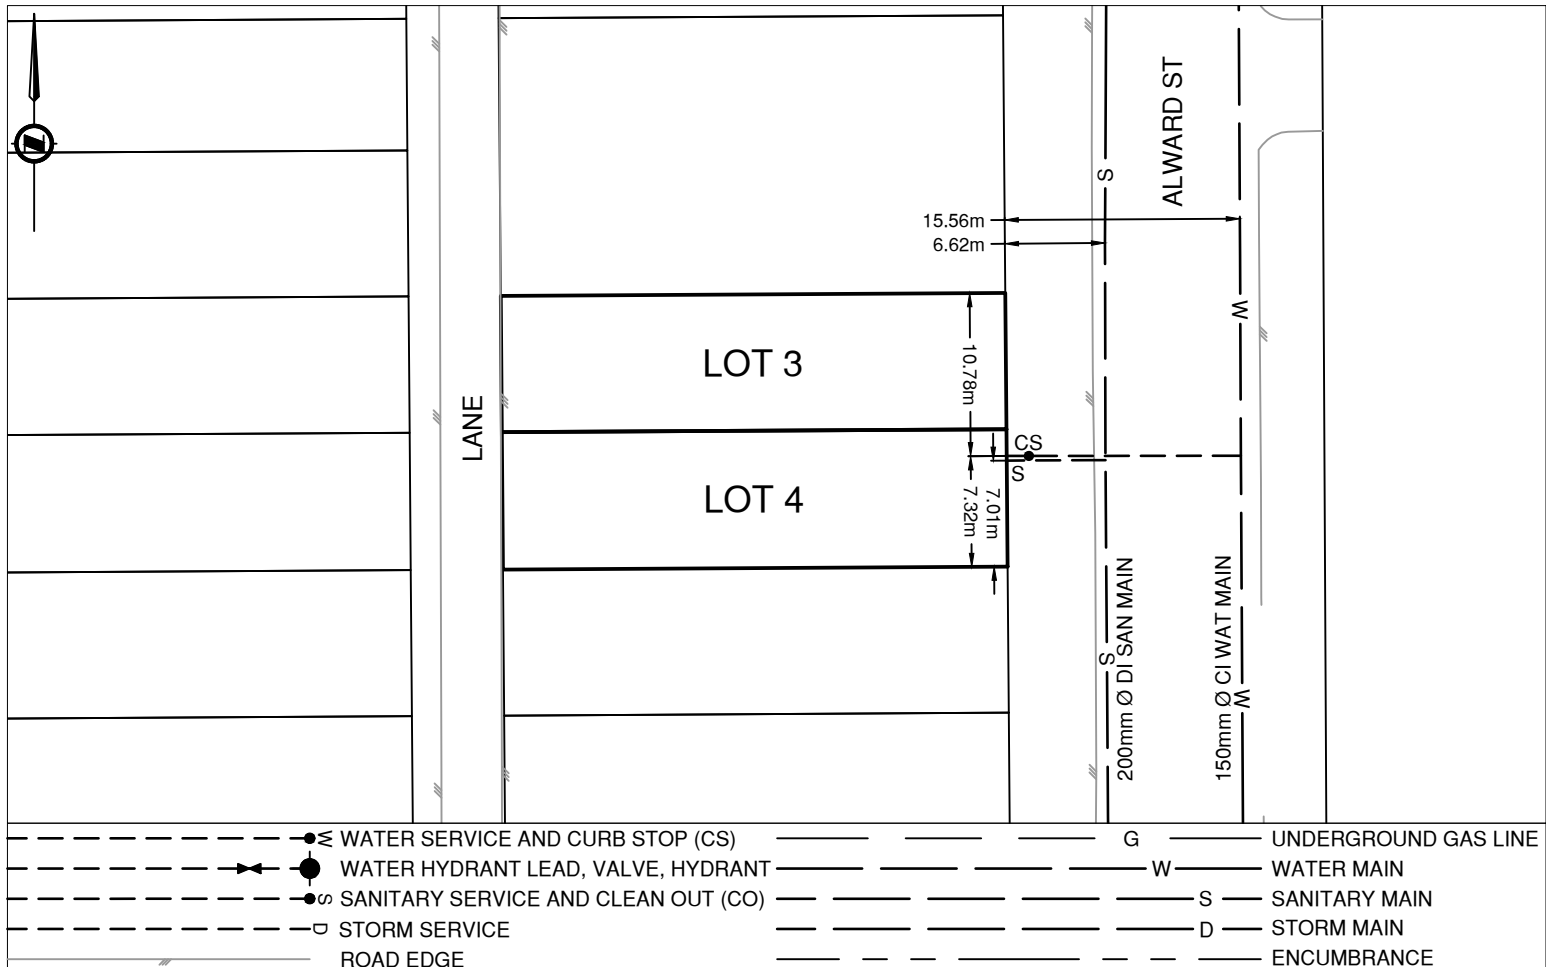 ALWARD ST
15.56m
6.62m
LOT 3
10.78m
LANE
CS
S
LOT 4
7.01m
7.32m
S
W
S
W
200mm Ø DI SAN MAIN
150mm Ø CI WAT MAIN
W WATER SERVICE AND CURB STOP (CS)
G UNDERGROUND GAS LINE
WATER HYDRANT LEAD, VALVE, HYDRANT
W WATER MAIN
S SANITARY SERVICE AND CLEAN OUT (CO)
S SANITARY MAIN
D STORM SERVICE
D STORM MAIN
ROAD EDGE
ENCUMBRANCE